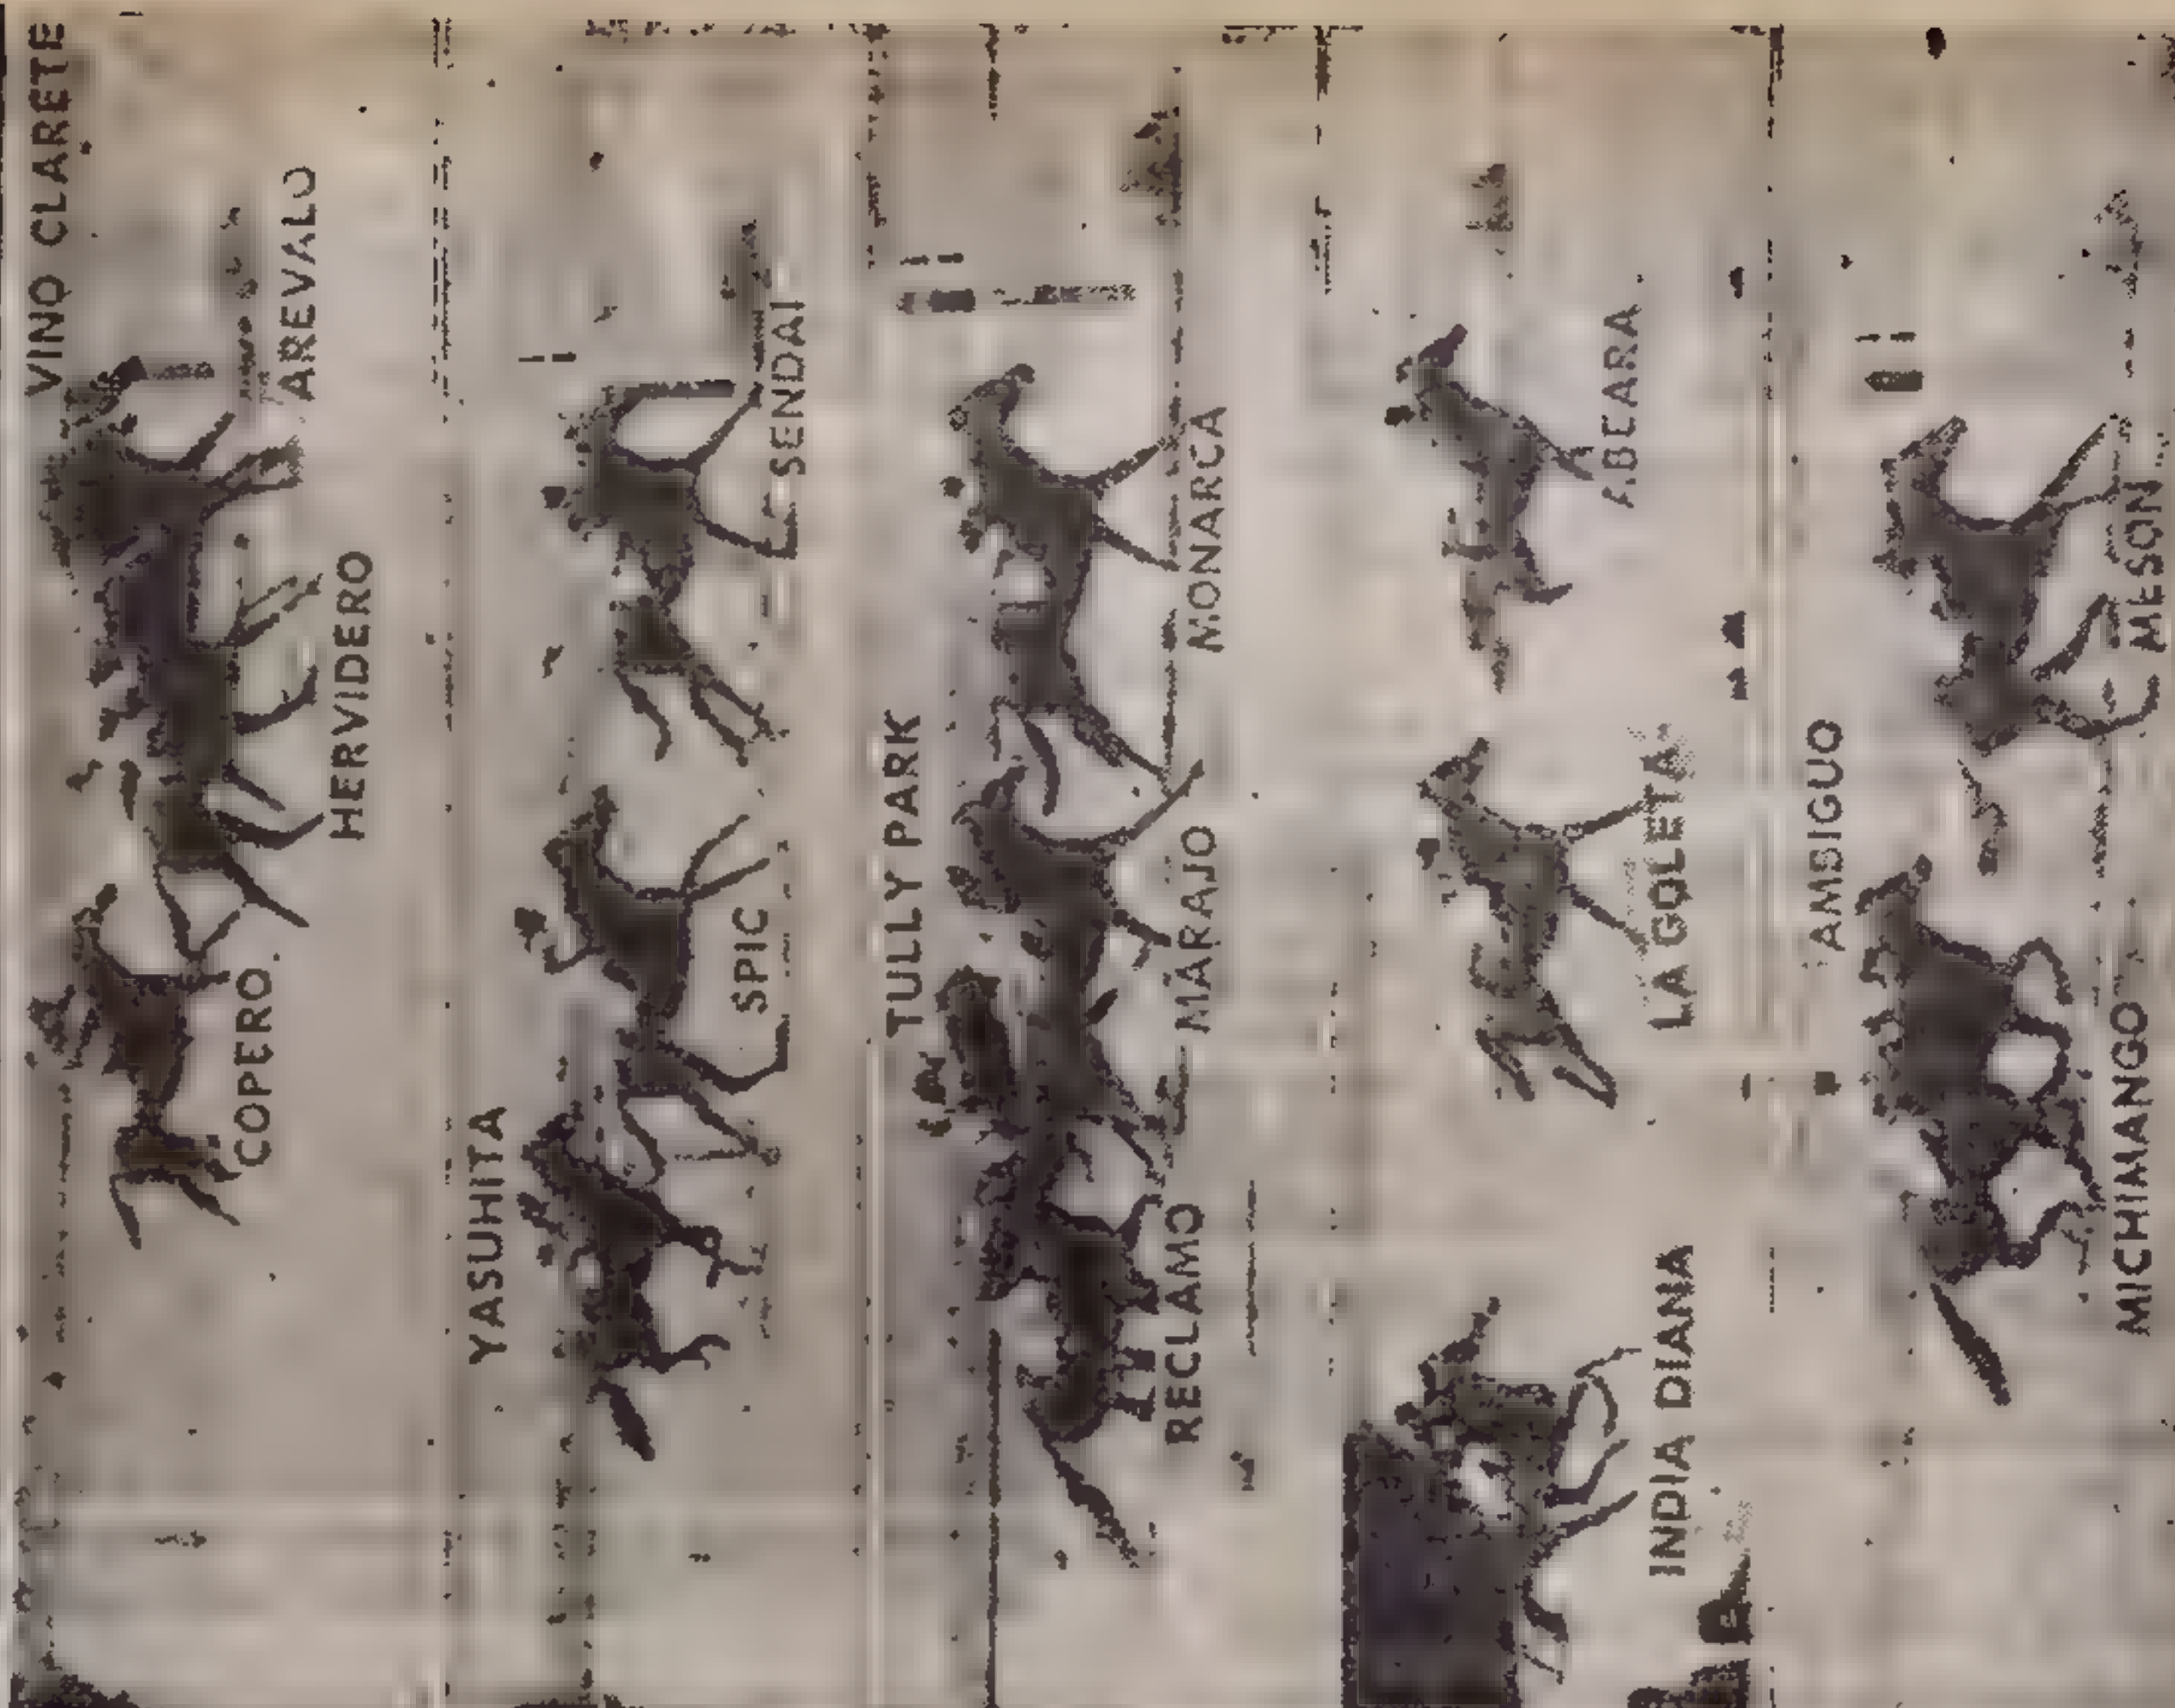 VINO CLARETE
AREVALO
HERVIDERO
COPERO.
SENDAI
SPIC
YASUHITA
MONARCA
TULLY PARK
MARAJO
RECLAMO
LA GOLETA
INDIA DIANA
MESON
AMBIGUO
MICHIMANGO